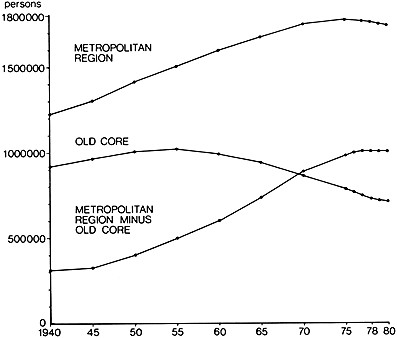 persons
1800000
METROPOLITAN
REGION
1500000
OLD CORE
1000000
METROPOLITAN
REGION MINUS
OLD CORE
500000
0
1940 45 50 55 60 65 70 75 78 80